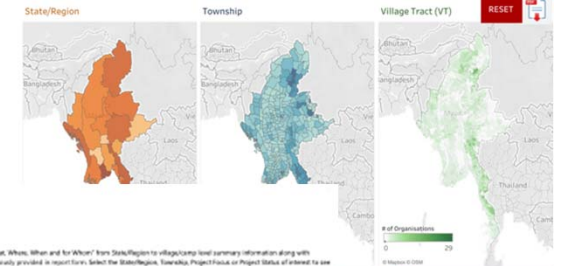 State/Region
Township
Village Tract (VT)
RESET
Bhutan
Bangladesh
Laos
Thailand
Bhutan
Bangladesh
Laos
Thailand
Bhutan
Bangladesh
Laos
Thailand
Camb
# of Organisations
0 29
© Mapbox © OSM
at, Where, When and for Whom" from State/Region to village/camp level summary information along with
ously provided in report form. Select the State/Region, Township, Project Focus or Project Status of interest to see